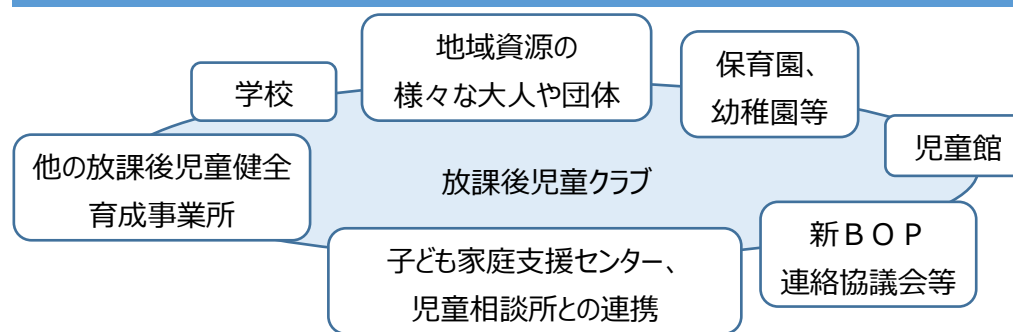 地域資源の
様々な大人や団体
保育園、
幼稚園等
学校
児童館
他の放課後児童健全
育成事業所
放課後児童クラブ
新ＢＯＰ
連絡協議会等
子ども家庭支援センター、
児童相談所との連携